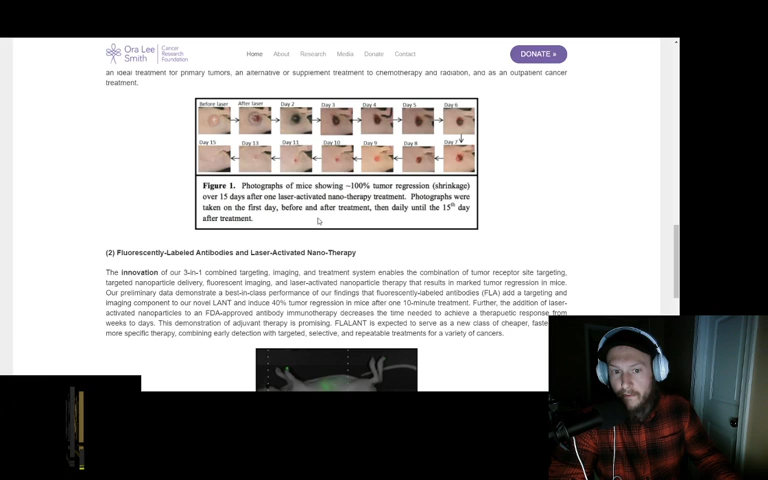 Ora Lee
Smith
Cancer
Research
Foundation
Home About Research Media Donate Contact
DONATE »
an ideal treatment for primary tumors, an alternative or supplement treatment to chemotherapy and radiation, and as an outpatient cancer
treatment.
Before laser After laser Day 2 Day 3 Day 4 Day 5 Day 6
Day 15 Day 13 Day 11 Day 10 Day 9 Day 8 Day 7
Figure 1. Photographs of mice showing ~100% tumor regression (shrinkage)
over 15 days after one laser-activated nano-therapy treatment. Photographs were
taken on the first day, before and after treatment, then daily until the 15th day
after treatment.
(2) Fluorescently-Labeled Antibodies and Laser-Activated Nano-Therapy
The innovation of our 3-in-1 combined targeting, imaging, and treatment system enables the combination of tumor receptor site targeting,
targeted nanoparticle delivery, fluorescent imaging, and laser-activated nanoparticle therapy that results in marked tumor regression in mice.
Our preliminary data demonstrate a best-in-class performance of our findings that fluorescently-labeled antibodies (FLA) add a targeting and
imaging component to our novel LANT and induce 40% tumor regression in mice after one 10-minute treatment. Further, the addition of laser-
activated nanoparticles to an FDA-approved antibody immunotherapy decreases the time needed to achieve a therapeutic response from
weeks to days. This demonstration of adjuvant therapy is promising. FLALANT is expected to serve as a new class of cheaper,
more specific therapy, combining early detection with targeted, selective, and repeatable treatments for a variety of cancers.